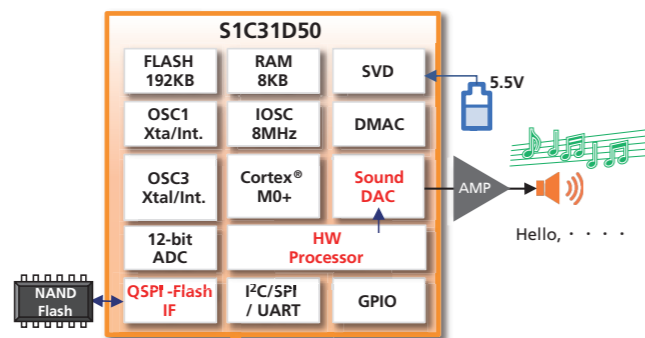 S1C31D50
FLASH
192KB
RAM
8KB
SVD
5.5V
OSC1
Xta/Int.
IOSC
8MHz
DMAC
OSC3
Xtal/Int.
Cortex®
M0+
Sound
DAC
AMP
Hello, ・・・・
12-bit
ADC
HW
Processor
NAND
Flash
QSPI -Flash
IF
I²C/SPI
/ UART
GPIO